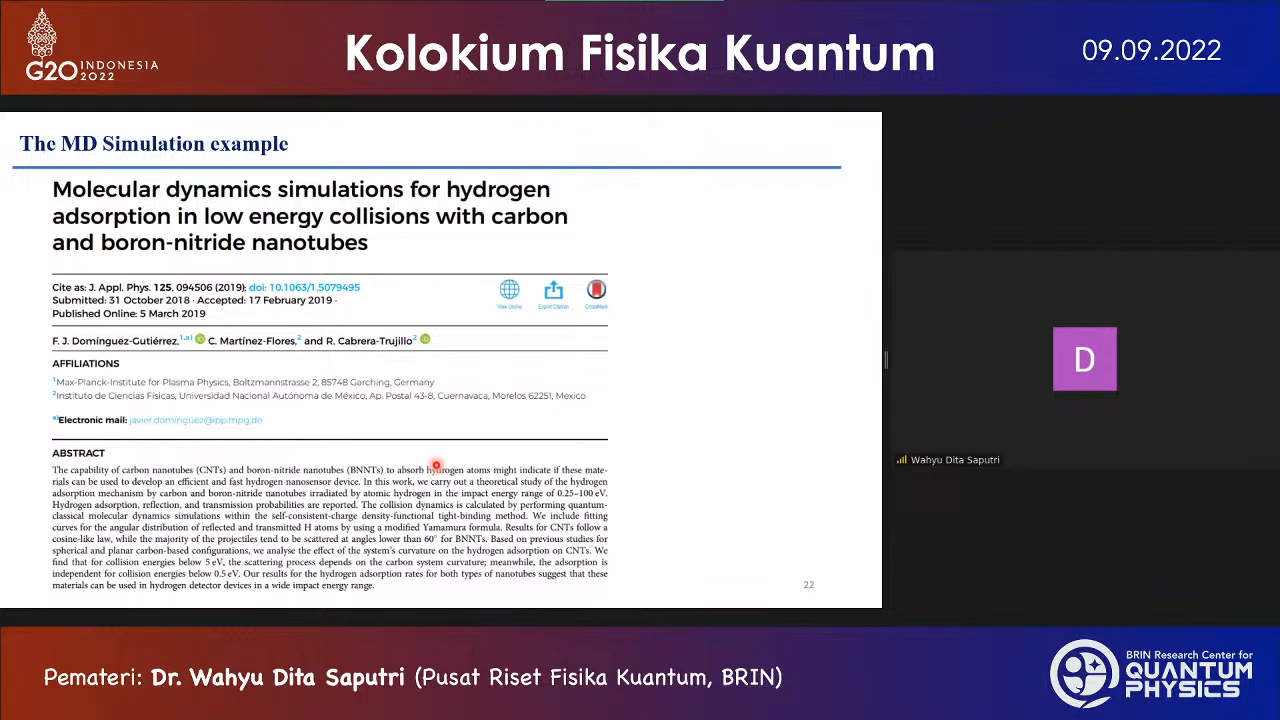 G20 INDONESIA
2022
Kolokium Fisika Kuantum
09.09.2022
The MD Simulation example
Molecular dynamics simulations for hydrogen
adsorption in low energy collisions with carbon
and boron-nitride nanotubes
Cite as: J. Appl. Phys. 125, 094506 (2019); doi: 10.1063/1.5079495
Submitted: 31 October 2018 · Accepted: 17 February 2019 ·
Published Online: 5 March 2019
View Online
Export Citation
CrossMark
F. J. Domínguez-Gutiérrez,1,a) C. Martínez-Flores,2 and R. Cabrera-Trujillo2
AFFILIATIONS
1Max-Planck-Institute for Plasma Physics, Boltzmannstrasse 2, 85748 Garching, Germany
2Instituto de Ciencias Físicas, Universidad Nacional Autónoma de México, Ap. Postal 43-8, Cuernavaca, Morelos 62251, Mexico
a)Electronic mail: javier.dominguez@ipp.mpg.de
ABSTRACT
The capability of carbon nanotubes (CNTs) and boron-nitride nanotubes (BNNTs) to absorb hydrogen atoms might indicate if these mate-
rials can be used to develop an efficient and fast hydrogen nanosensor device. In this work, we carry out a theoretical study of the hydrogen
adsorption mechanism by carbon and boron-nitride nanotubes irradiated by atomic hydrogen in the impact energy range of 0.25–100 eV.
Hydrogen adsorption, reflection, and transmission probabilities are reported. The collision dynamics is calculated by performing quantum-
classical molecular dynamics simulations within the self-consistent-charge density-functional tight-binding method. We include fitting
curves for the angular distribution of reflected and transmitted H atoms by using a modified Yamamura formula. Results for CNTs follow a
cosine-like law, while the majority of the projectiles tend to be scattered at angles lower than 60° for BNNTs. Based on previous studies for
spherical and planar carbon-based configurations, we analyse the effect of the system's curvature on the hydrogen adsorption on CNTs. We
find that for collision energies below 5 eV, the scattering process depends on the carbon system curvature; meanwhile, the adsorption is
independent for collision energies below 0.5 eV. Our results for the hydrogen adsorption rates for both types of nanotubes suggest that these
materials can be used in hydrogen detector devices in a wide impact energy range.
22
D
Wahyu Dita Saputri
Pemateri: Dr. Wahyu Dita Saputri (Pusat Riset Fisika Kuantum, BRIN)
BRIN Research Center for
QUANTUM
PHYSICS